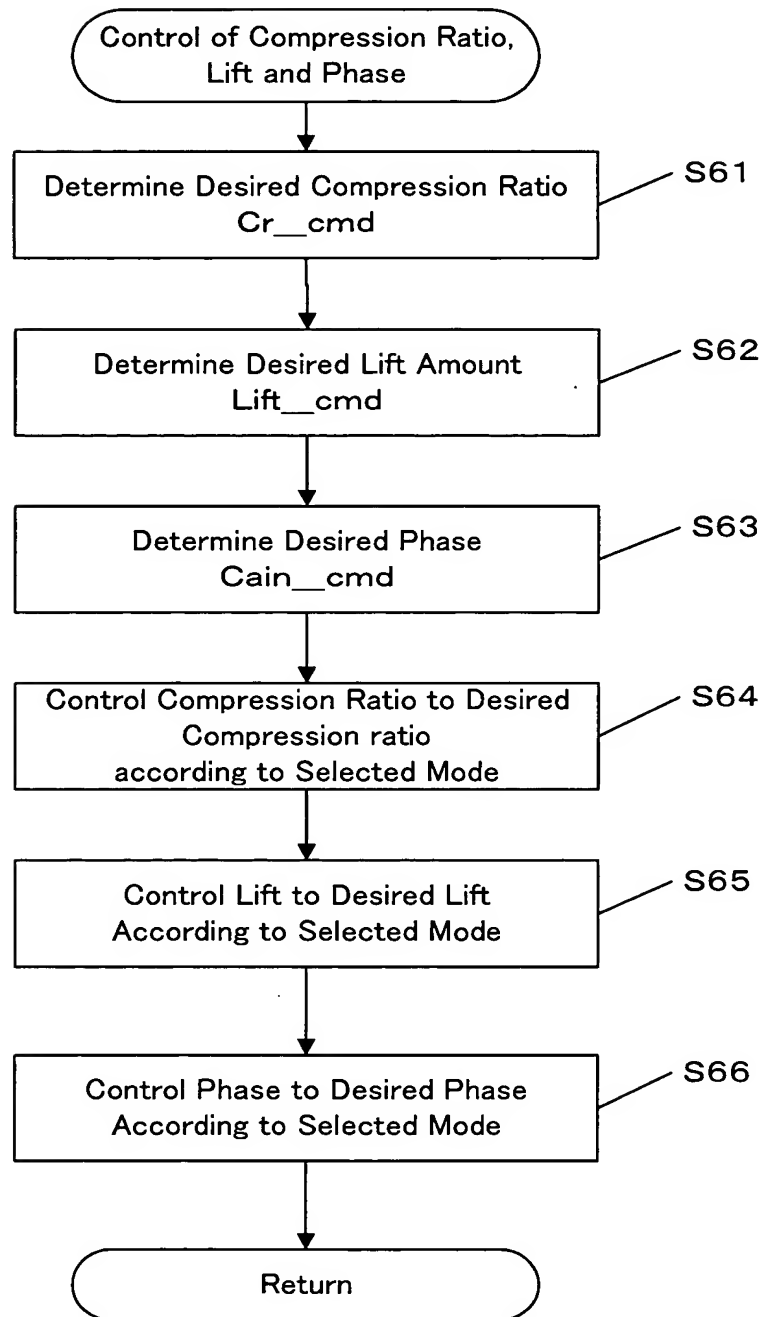 Control of Compression Ratio,
Lift and Phase
Determine Desired Compression Ratio
Cr__cmd
S61
Determine Desired Lift Amount
Lift__cmd
S62
Determine Desired Phase
Cain__cmd
S63
Control Compression Ratio to Desired
Compression ratio
according to Selected Mode
S64
Control Lift to Desired Lift
According to Selected Mode
S65
Control Phase to Desired Phase
According to Selected Mode
S66
Return